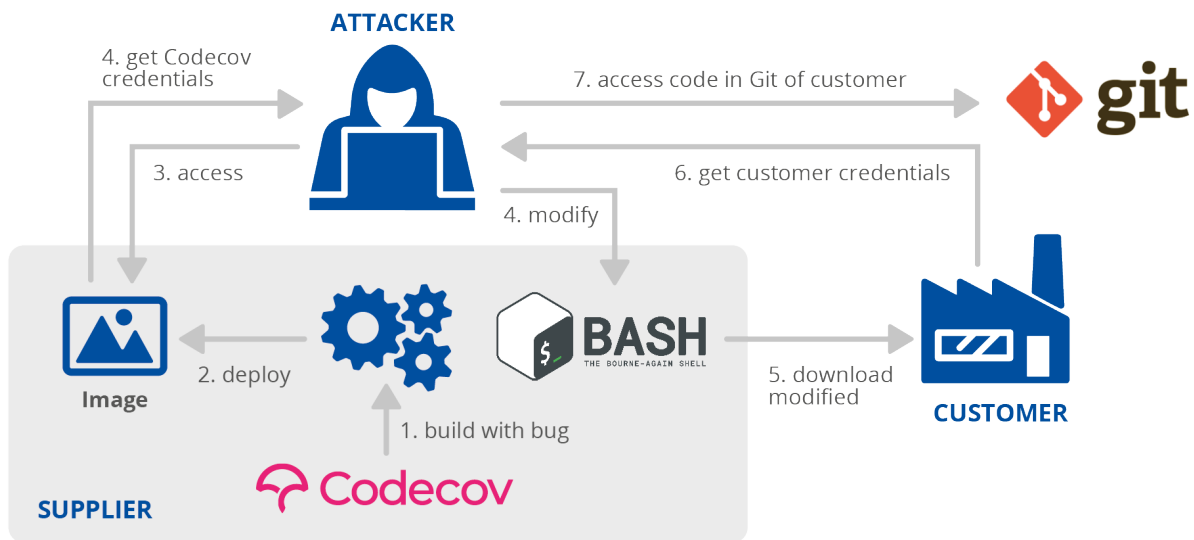 ATTACKER
4. get Codecov
credentials
7. access code in Git of customer
git
3. access
6. get customer credentials
4. modify
$
BASH
THE BOURNE-AGAIN SHELL
2. deploy
Image
5. download
modified
CUSTOMER
1. build with bug
Codecov
SUPPLIER